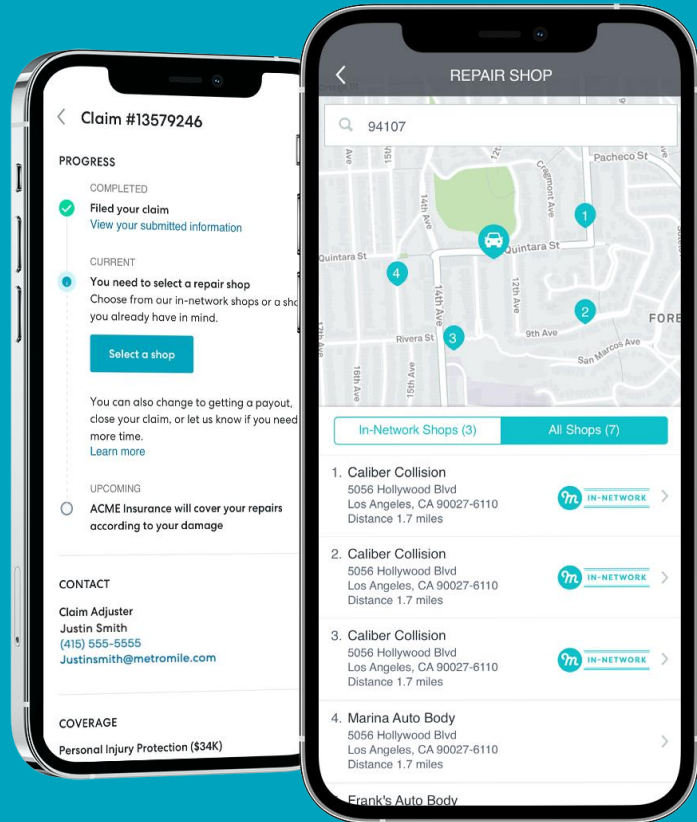 Claim #13579246
PROGRESS
COMPLETED
Filed your claim
View your submitted information
CURRENT
You need to select a repair shop
Choose from our in-network shops or a
you already have in mind.
Select a shop
You can also change to getting a payout,
close your claim, or let us know if you need
more time.
Learn more
UPCOMING
ACME Insurance will cover your repairs
according to your damage
CONTACT
Claim Adjuster
Justin Smith
(415) 555-5555
Justinsmith@metromile.com
COVERAGE
Personal Injury Protection ($34K)
REPAIR SHOP
94107
Ave
15th
12t
Cragmont Ave
Pacheco St
14th Ave
1
Quintara St
Quintara St
4
12th Ave
14th Ave
2
FORE
17th Ave
Rivera St
3
9th Ave
San Marcos Ave
16th Ave
15th Ave
In-Network Shops (3)
All Shops (7)
1. Caliber Collision
5056 Hollywood Blvd
Los Angeles, CA 90027-6110
Distance 1.7 miles
m IN-NETWORK
2. Caliber Collision
5056 Hollywood Blvd
Los Angeles, CA 90027-6110
Distance 1.7 miles
m IN-NETWORK
3. Caliber Collision
5056 Hollywood Blvd
Los Angeles, CA 90027-6110
Distance 1.7 miles
m IN-NETWORK
4. Marina Auto Body
5056 Hollywood Blvd
Los Angeles, CA 90027-6110
Distance 1.7 miles
Frank's Auto Body